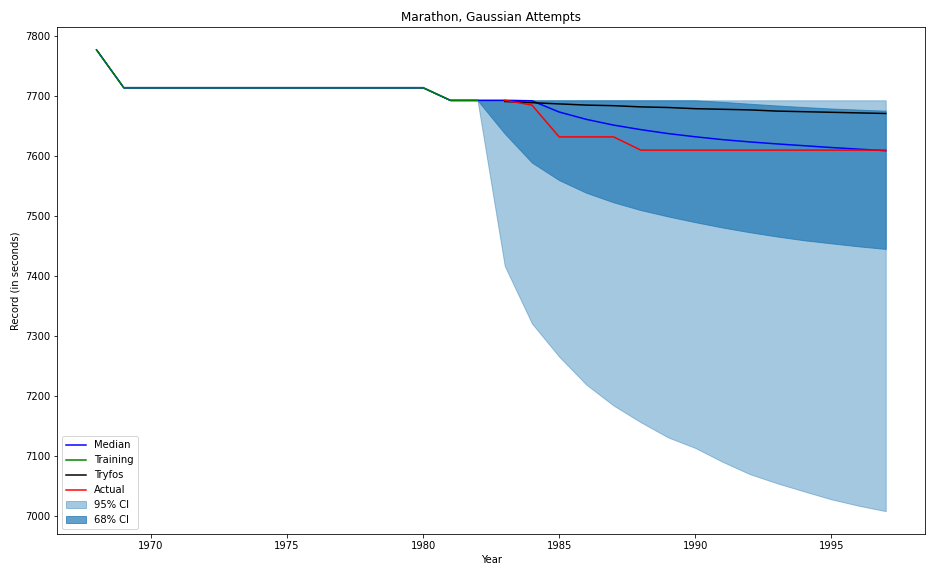 Marathon, Gaussian Attempts
7800
7700
7600
7500
7400
7300
7200
7100
7000
Record (in seconds)
Median
Training
Tryfos
Actual
95% CI
68% CI
1970
1975
1980
1985
1990
1995
Year